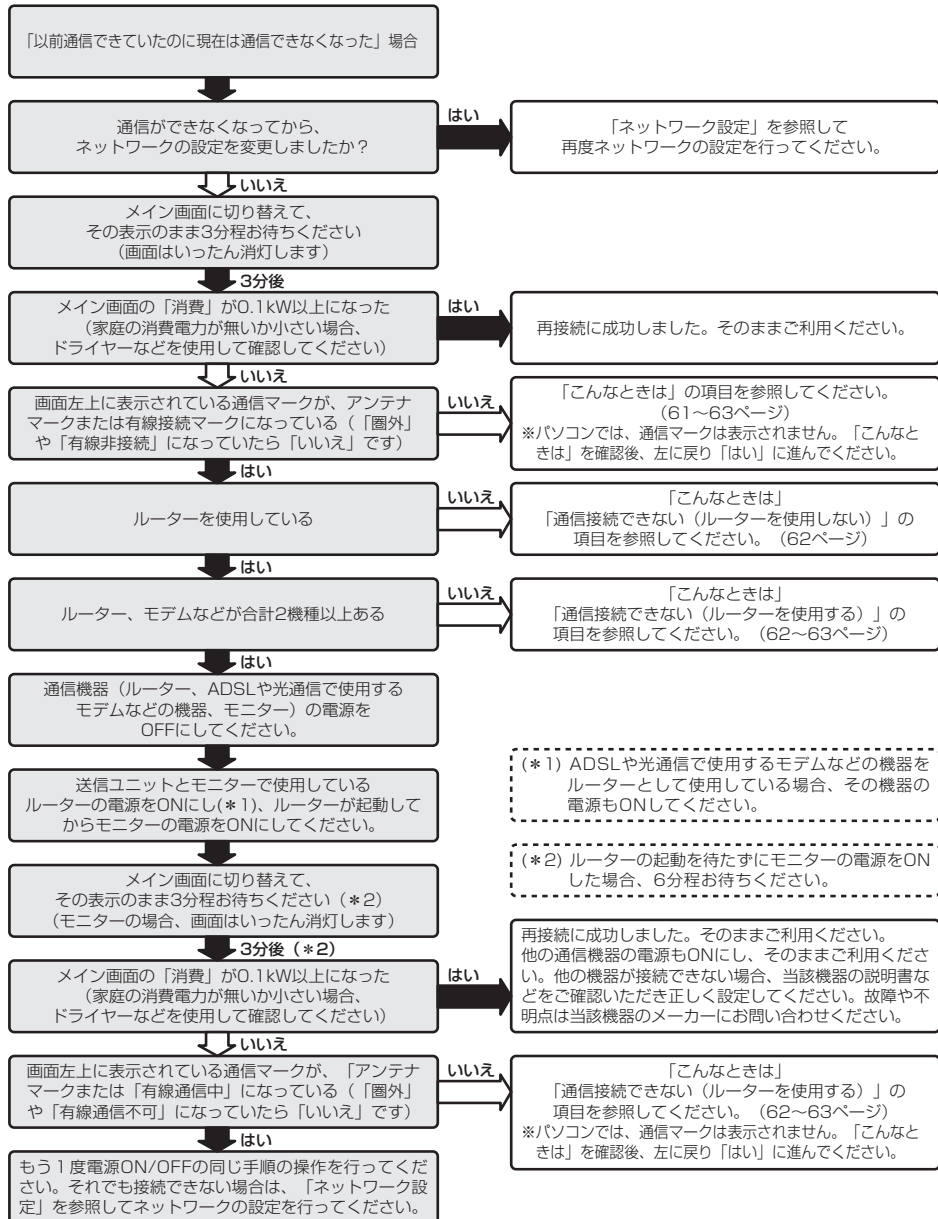 「以前通信できていたのに現在は通信できなくなった」場合
通信ができなくなってから、
ネットワークの設定を変更しましたか？
はい
「ネットワーク設定」を参照して
再度ネットワークの設定を行ってください。
いいえ
メイン画面に切り替えて、
その表示のまま3分程お待ちください
（画面はいったん消灯します）
3分後
メイン画面の「消費」が0.1kW以上になった
（家庭の消費電力が無いか小さい場合、
ドライヤーなどを使用して確認してください）
はい
再接続に成功しました。そのままご利用ください。
いいえ
画面左上に表示されている通信マークが、アンテナ
マークまたは有線接続マークになっている（「圏外」
や「有線非接続」になっていたら「いいえ」です）
いいえ
「こんなときは」の項目を参照してください。
（61～63ページ）
※パソコンでは、通信マークは表示されません。「こんなと
きは」を確認後、左に戻り「はい」に進んでください。
はい
ルーターを使用している
いいえ
「こんなときは」
「通信接続できない（ルーターを使用しない）」の
項目を参照してください。（62ページ）
はい
ルーター、モデムなどが合計2機種以上ある
いいえ
「こんなときは」
「通信接続できない（ルーターを使用する）」の
項目を参照してください。（62～63ページ）
はい
通信機器（ルーター、ADSLや光通信で使用する
モデムなどの機器、モニター）の電源を
OFFにしてください。
送信ユニットとモニターで使用している
ルーターの電源をONにし(＊1)、ルーターが起動して
からモニターの電源をONにしてください。
(＊1) ADSLや光通信で使用するモデムなどの機器を
ルーターとして使用している場合、その機器の
電源もONしてください。
(＊2) ルーターの起動を待たずにモニターの電源をON
した場合、6分程お待ちください。
メイン画面に切り替えて、
その表示のまま3分程お待ちください（＊2）
（モニターの場合、画面はいったん消灯します）
3分後（＊2）
メイン画面の「消費」が0.1kW以上になった
（家庭の消費電力が無いか小さい場合、
ドライヤーなどを使用して確認してください）
はい
再接続に成功しました。そのままご利用ください。
他の通信機器の電源もONにし、そのままご利用くださ
い。他の機器が接続できない場合、当該機器の説明書な
どをご確認いただき正しく設定してください。故障や不
明点は当該機器のメーカーにお問い合わせください。
いいえ
画面左上に表示されている通信マークが、「アンテナ
マークまたは「有線通信中」になっている（「圏外」
や「有線通信不可」になっていたら「いいえ」です）
いいえ
「こんなときは」
「通信接続できない（ルーターを使用する）」の
項目を参照してください。（62～63ページ）
※パソコンでは、通信マークは表示されません。「こんなと
きは」を確認後、左に戻り「はい」に進んでください。
はい
もう１度電源ON/OFFの同じ手順の操作を行ってくだ
さい。それでも接続できない場合は、「ネットワーク設
定」を参照してネットワークの設定を行ってください。